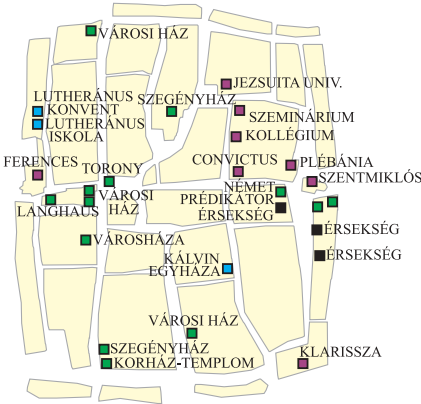 VÁROSI HÁZ
JEZSUITA UNIV.
LUTHERÁNUS
KONVENT
LUTHERÁNUS
ISKOLA
SZEGÉNYHÁZ
SZEMINÁRIUM
KOLLÉGIUM
FERENCES
TORONY
CONVICTUS
PLÉBÁNIA
SZENTMIKLÓS
LANGHAUS
VÁROSI
HÁZ
NÉMET
PRÉDIKÁTOR
ÉRSEKSÉG
VÁROSHÁZA
ÉRSEKSÉG
ÉRSEKSÉG
KÁLVIN
EGYHÁZA
VÁROSI HÁZ
SZEGÉNYHÁZ
KORHÁZ-TEMPLOM
KLARISSZA